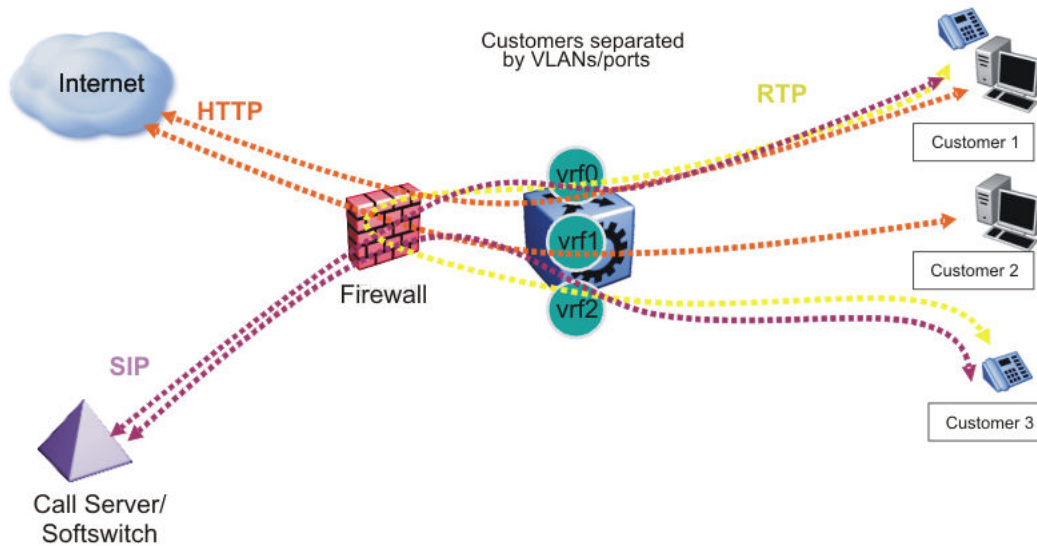 Customers separated
by VLANs/ports
Internet
HTTP
RTP
Customer 1
vrf0
vrf1
Customer 2
Firewall
vrf2
SIP
Customer 3
Call Server/
Softswitch